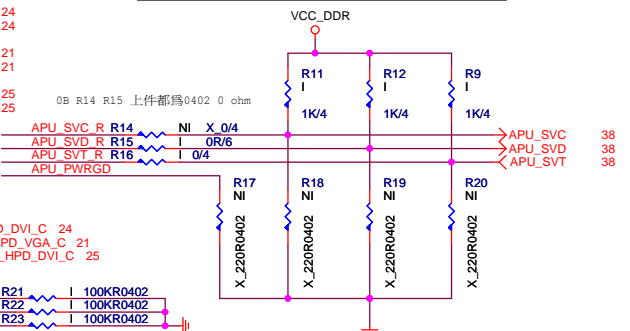 24
24
VCC_DDR
21
21
25
25
R11
I
1K/4
R12
I
1K/4
R9
I
1K/4
0B R14 R15 上件都爲0402 0 ohm
APU_SVC_R R14 NI X_0/4
APU_SVD_R R15 I 0R/6
APU_SVT_R R16 I 0/4
APU_PWRGD
APU_SVC 38
APU_SVD 38
APU_SVT 38
R17
NI
X_220R0402
R18
NI
X_220R0402
R19
NI
X_220R0402
R20
NI
X_220R0402
D_DVI_C 24
PD_VGA_C 21
_HPD_DVI_C 25
R21 I 100KR0402
R22 I 100KR0402
R23 I 100KR0402